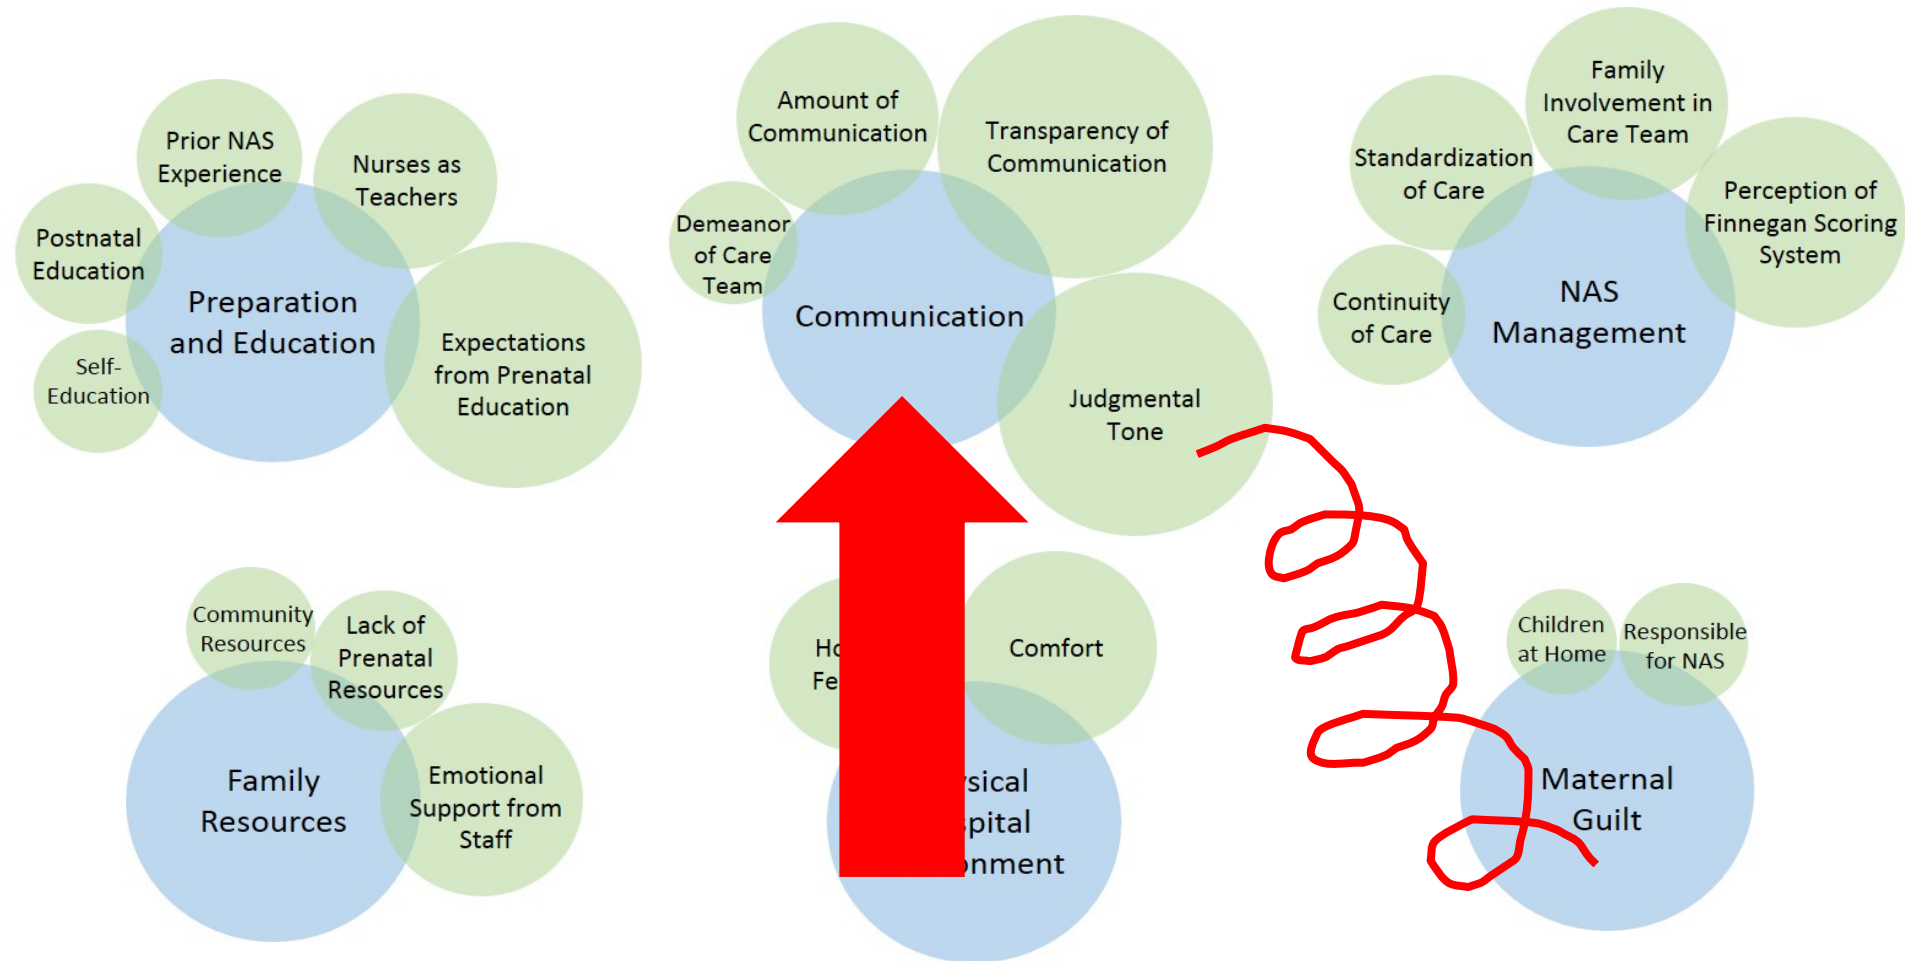 Prior NAS
Experience
Nurses as
Teachers
Postnatal
Education
Self-
Education
Preparation
and Education
Expectations
from Prenatal
Education
Amount of
Communication
Transparency of
Communication
Demeanor
of Care
Team
Communication
Judgmental
Tone
Family
Involvement in
Care Team
Standardization
of Care
Perception of
Finnegan Scoring
System
Continuity
of Care
NAS
Management
Community
Resources
Lack of
Prenatal
Resources
Family
Resources
Emotional
Support from
Staff
Comfort
Children
at Home
Responsible
for NAS
Maternal
Guilt